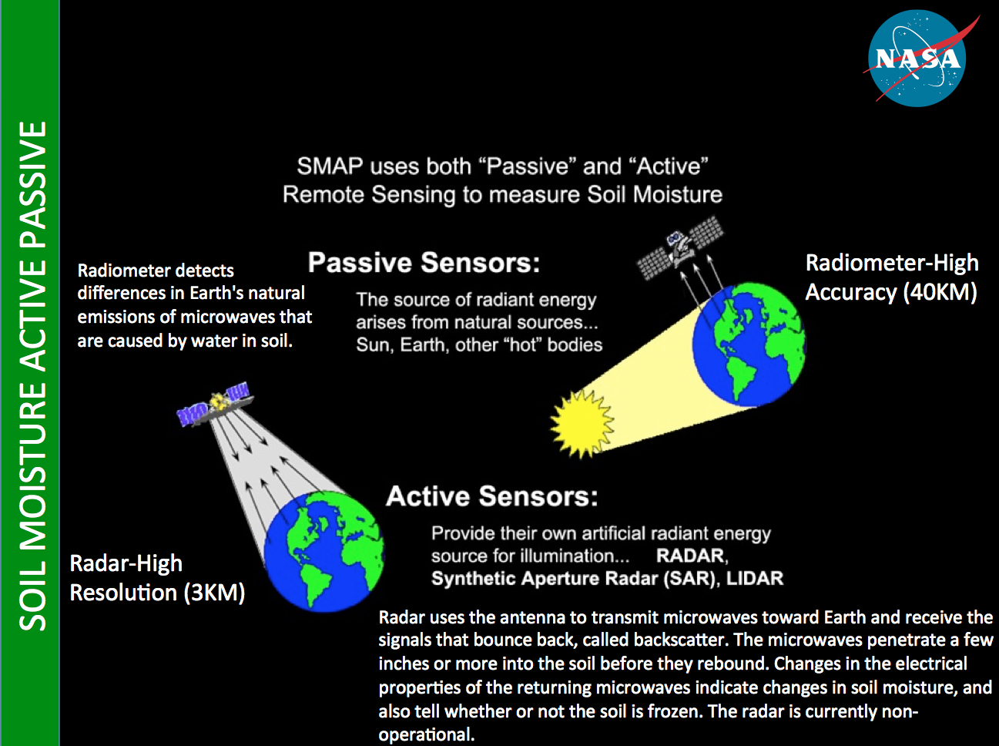 NASA
SOIL MOISTURE ACTIVE PASSIVE
SMAP uses both “Passive” and “Active”
Remote Sensing to measure Soil Moisture
Passive Sensors:
The source of radiant energy
arises from natural sources...
Sun, Earth, other “hot” bodies
Radiometer detects
differences in Earth's natural
emissions of microwaves that
are caused by water in soil.
Radiometer-High
Accuracy (40KM)
Active Sensors:
Provide their own artificial radiant energy
source for illumination... RADAR,
Synthetic Aperture Radar (SAR), LIDAR
Radar-High
Resolution (3KM)
Radar uses the antenna to transmit microwaves toward Earth and receive the
signals that bounce back, called backscatter. The microwaves penetrate a few
inches or more into the soil before they rebound. Changes in the electrical
properties of the returning microwaves indicate changes in soil moisture, and
also tell whether or not the soil is frozen. The radar is currently non-
operational.